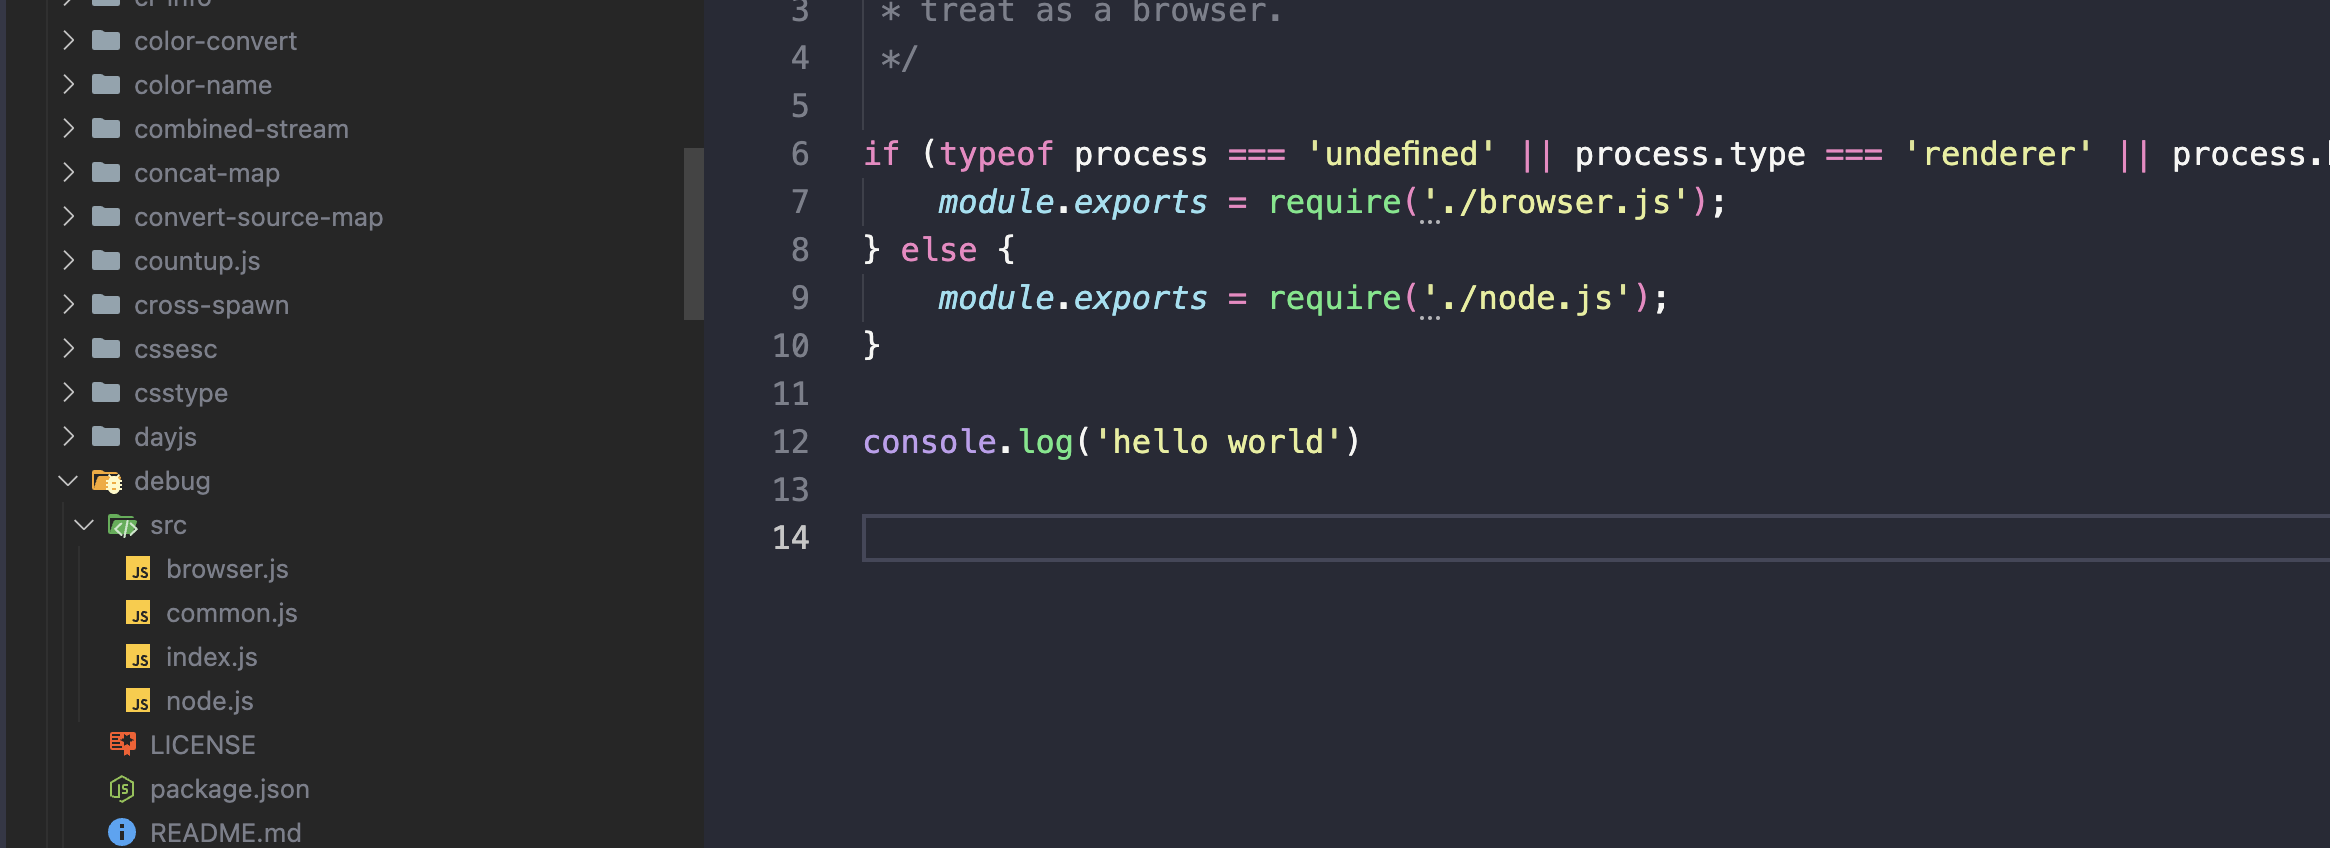 color-convert
color-name
combined-stream
concat-map
convert-source-map
countup.js
cross-spawn
cssesc
csstype
dayjs
debug
src
browser.js
common.js
index.js
node.js
LICENSE
package.json
README.md
3 * treat as a browser.
4 */
5
6 if (typeof process === 'undefined' || process.type === 'renderer' || process.
7 module.exports = require('./browser.js');
8 } else {
9 module.exports = require('./node.js');
10 }
11
12 console.log('hello world')
13
14